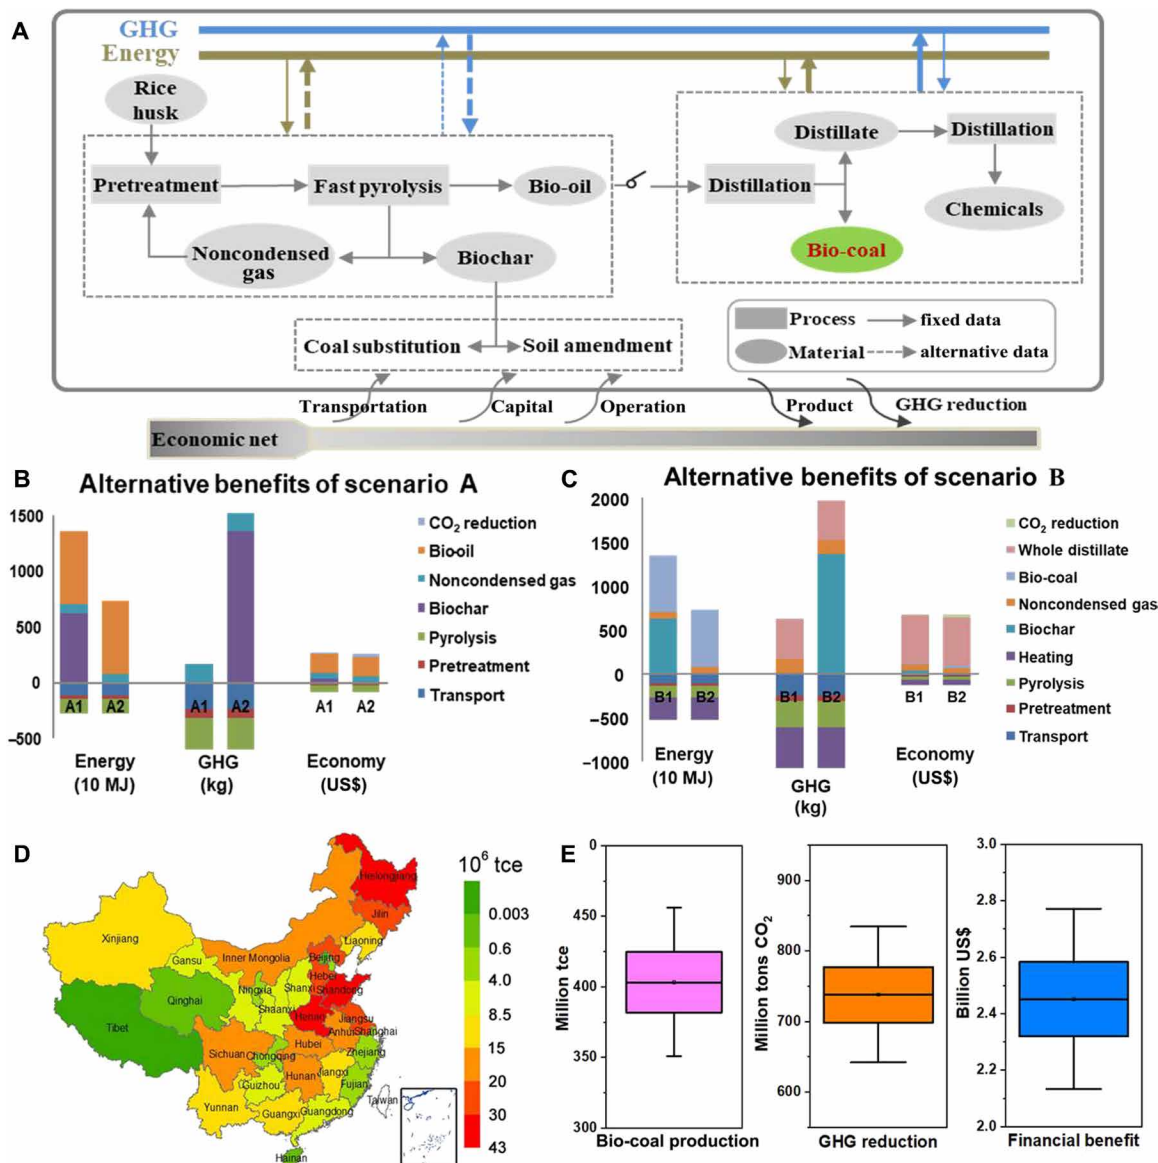 A
GHG
Energy
Rice
husk
Pretreatment
Fast pyrolysis
Bio-oil
Noncondensed
gas
Biochar
Distillation
Distillate
Distillation
Chemicals
Bio-coal
Coal substitution
Soil amendment
Process
fixed data
Material
alternative data
Transportation
Capital
Operation
Product
GHG reduction
Economic net
B
Alternative benefits of scenario A
1500
1000
500
0
−500
A1
A2
A1
A2
A1
A2
Energy
(10 MJ)
GHG
(kg)
Economy
(US$)
CO2 reduction
Bio-oil
Noncondensed gas
Biochar
Pyrolysis
Pretreatment
Transport
C
Alternative benefits of scenario B
2000
1500
1000
500
0
−500
−1000
B1
B2
B1
B2
B1
B2
Energy
(10 MJ)
GHG
(kg)
Economy
(US$)
CO2 reduction
Whole distillate
Bio-coal
Noncondensed gas
Biochar
Heating
Pyrolysis
Pretreatment
Transport
D
Heilongjiang
Jilin
Liaoning
Xinjiang
Gansu
Inner Mongolia
Beijing
Hebei
Ningxia
Shanxi
Shandong
Qinghai
Shaanxi
Henan
Jiangsu
Tibet
Anhui
Shanghai
Sichuan
Chongqing
Hubei
Zhejiang
Hunan
Jiangxi
Guizhou
Fujian
Yunnan
Guangxi
Guangdong
Taiwan
Hainan
10^6 tce
0.003
0.6
4.0
8.5
15
20
30
43
E
0
450
400
350
300
Million tce
Bio-coal production
900
800
700
600
Million tons CO2
GHG reduction
3.0
2.8
2.6
2.4
2.2
2.0
Billion US$
Financial benefit